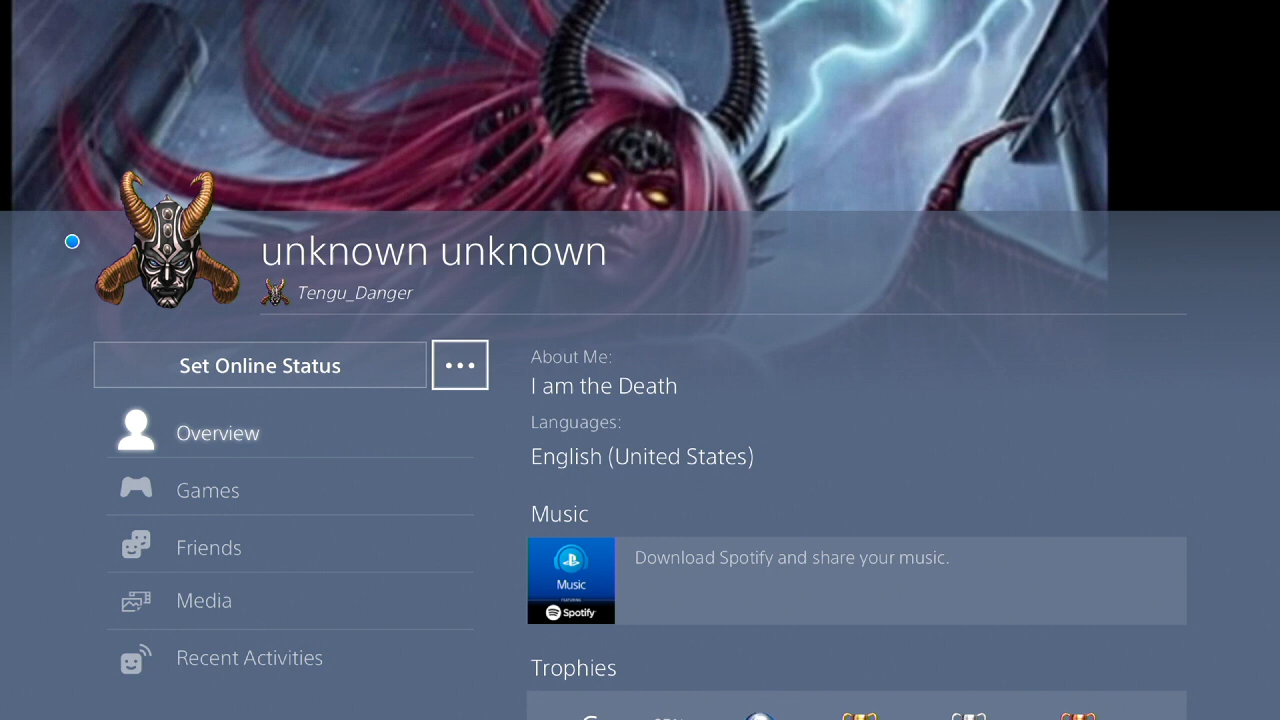 unknown unknown
Tengu_Danger
Set Online Status
...
Overview
Games
Friends
Media
Recent Activities
About Me:
I am the Death
Languages:
English (United States)
Music
Music
Spotify
Download Spotify and share your music.
Trophies